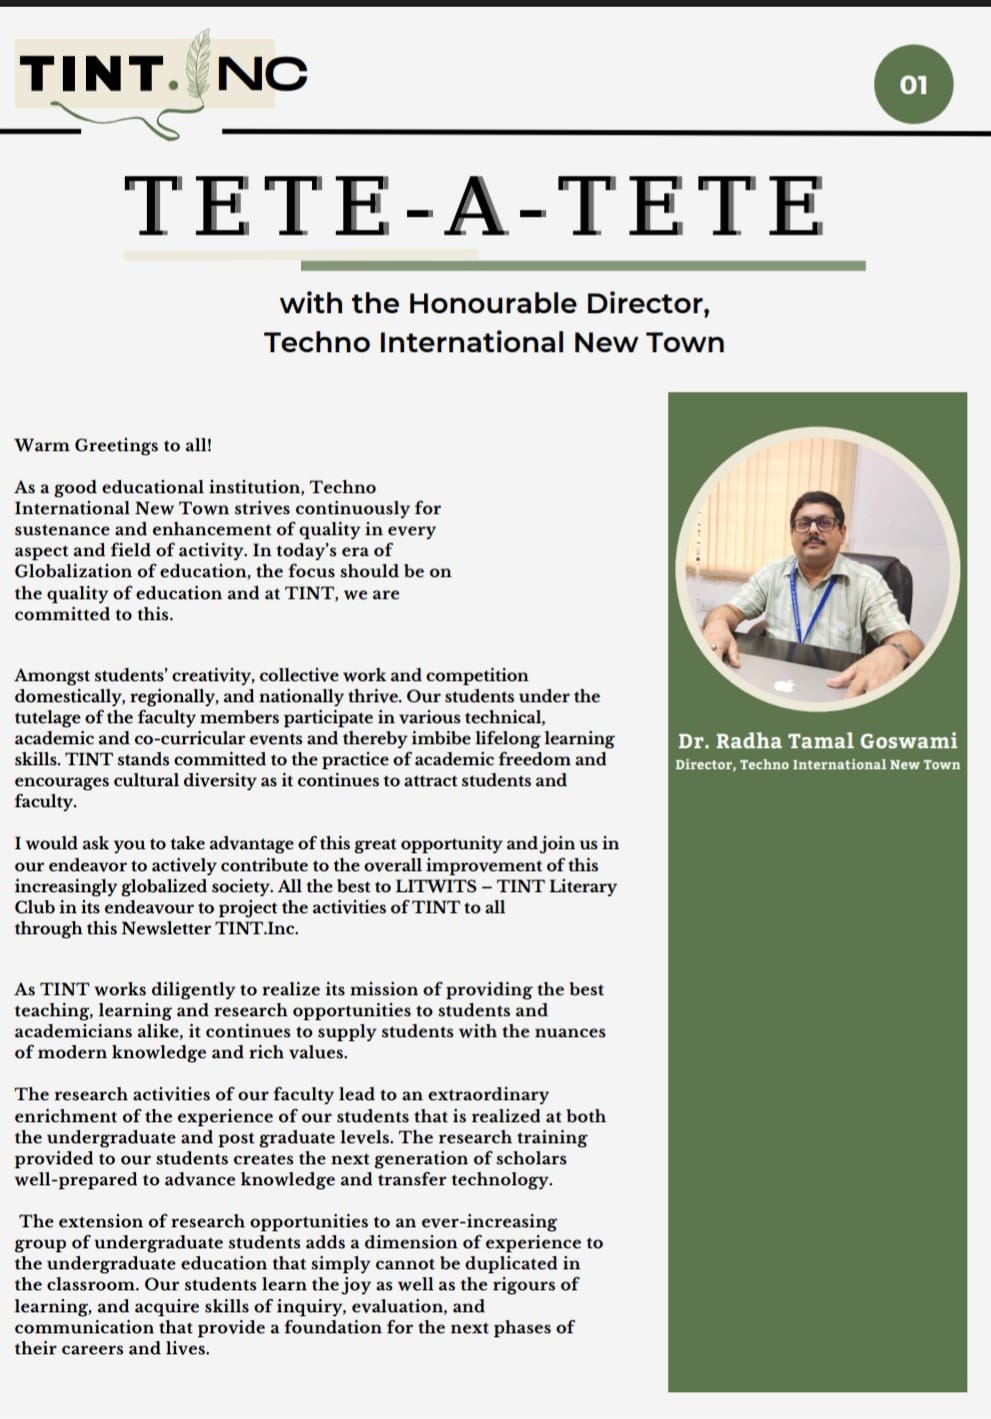 TINT. NC
01
TETE-A-TETE
with the Honourable Director,
Techno International New Town
Warm Greetings to all!
As a good educational institution, Techno
International New Town strives continuously for
sustenance and enhancement of quality in every
aspect and field of activity. In today's era of
Globalization of education, the focus should be on
the quality of education and at TINT, we are
committed to this.
Amongst students' creativity, collective work and competition
domestically, regionally, and nationally thrive. Our students under the
tutelage of the faculty members participate in various technical,
academic and co-curricular events and thereby imbibe lifelong learning
skills. TINT stands committed to the practice of academic freedom and
encourages cultural diversity as it continues to attract students and
faculty.
I would ask you to take advantage of this great opportunity and join us in
our endeavor to actively contribute to the overall improvement of this
increasingly globalized society. All the best to LITWITS – TINT Literary
Club in its endeavour to project the activities of TINT to all
through this Newsletter TINT.Inc.
As TINT works diligently to realize its mission of providing the best
teaching, learning and research opportunities to students and
academicians alike, it continues to supply students with the nuances
of modern knowledge and rich values.
The research activities of our faculty lead to an extraordinary
enrichment of the experience of our students that is realized at both
the undergraduate and post graduate levels. The research training
provided to our students creates the next generation of scholars
well-prepared to advance knowledge and transfer technology.
The extension of research opportunities to an ever-increasing
group of undergraduate students adds a dimension of experience to
the undergraduate education that simply cannot be duplicated in
the classroom. Our students learn the joy as well as the rigours of
learning, and acquire skills of inquiry, evaluation, and
communication that provide a foundation for the next phases of
their careers and lives.
Dr. Radha Tamal Goswami
Director, Techno International New Town